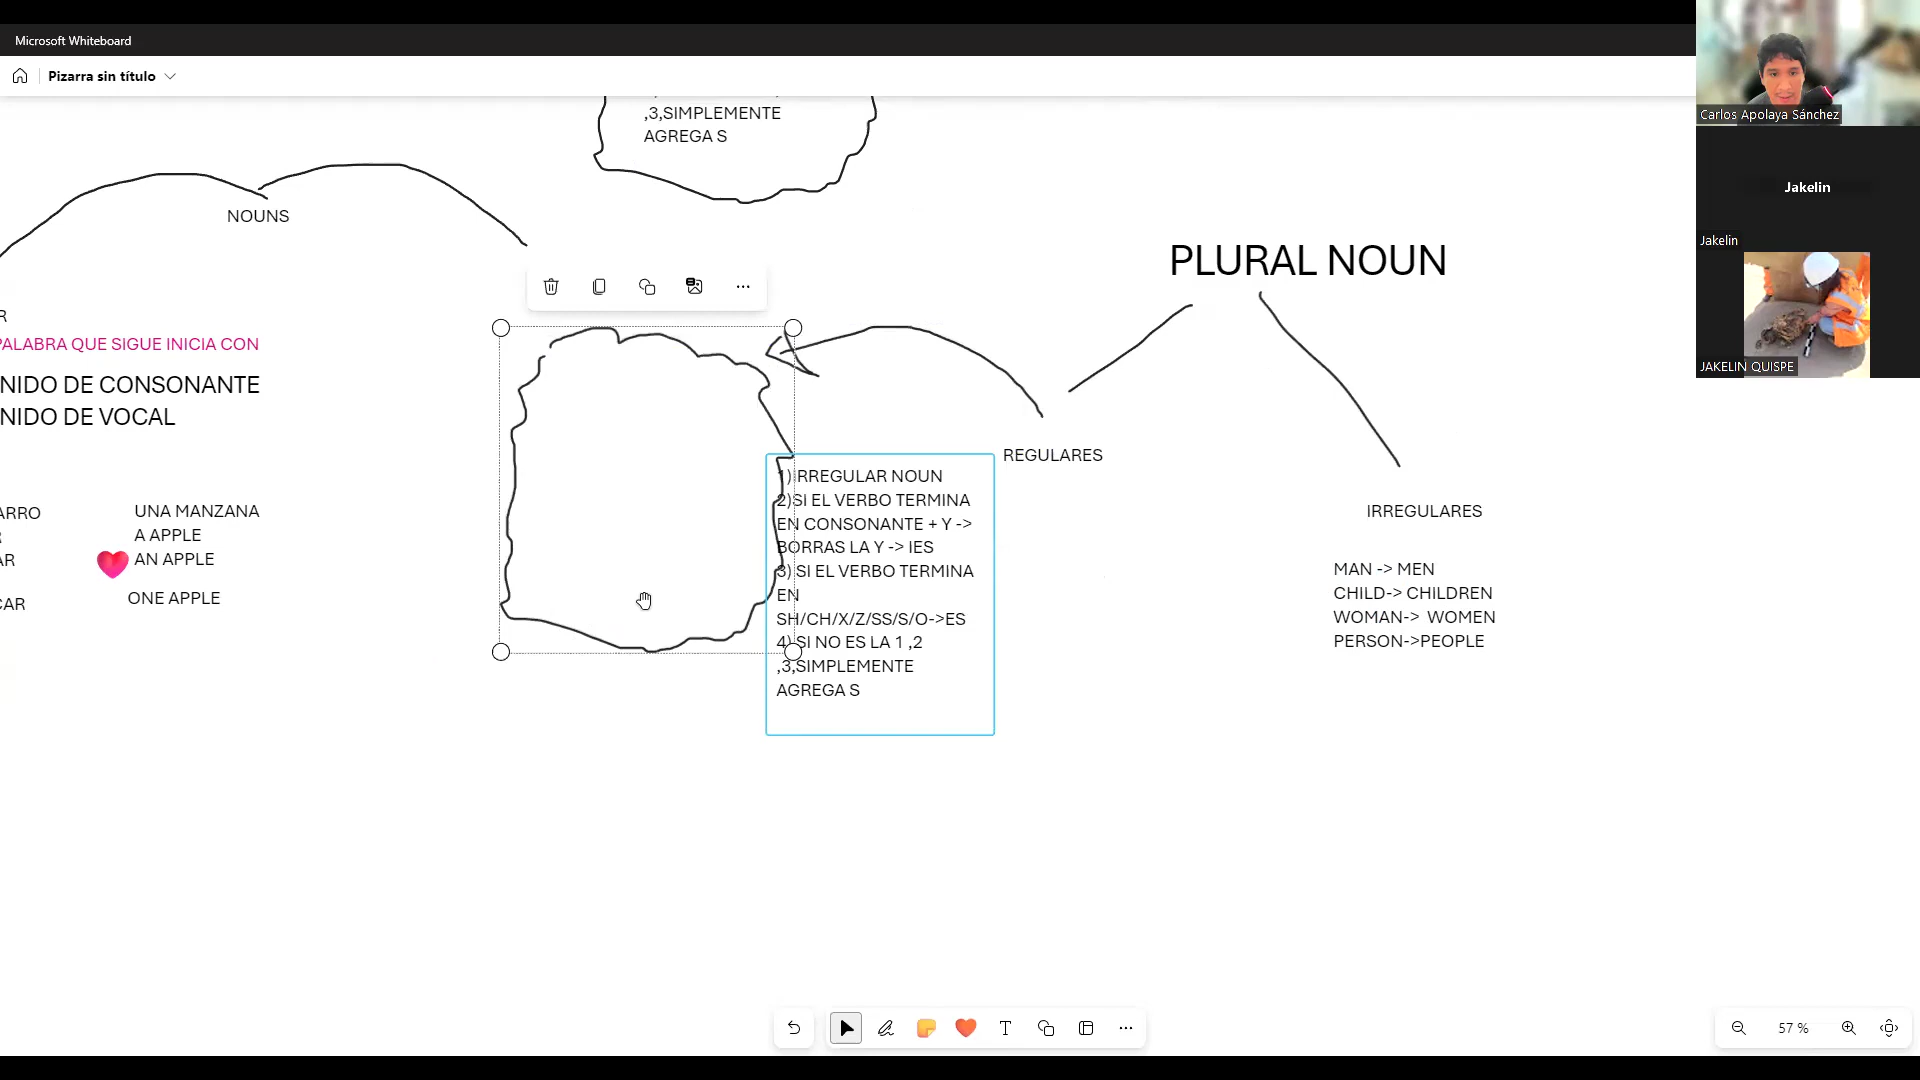 Microsoft Whiteboard
Pizarra sin título
,3,SIMPLEMENTE
AGREGA S
NOUNS
PLURAL NOUN
R
PALABRA QUE SIGUE INICIA CON
NIDO DE CONSONANTE
NIDO DE VOCAL
ARRO
AR
CAR
UNA MANZANA
A APPLE
AN APPLE
ONE APPLE
REGULARES
1) IRREGULAR NOUN
2)SI EL VERBO TERMINA
EN CONSONANTE + Y ->
BORRAS LA Y -> IES
3) SI EL VERBO TERMINA
EN
SH/CH/X/Z/SS/S/O->ES
4) SI NO ES LA 1 ,2
,3,SIMPLEMENTE
AGREGA S
IRREGULARES
MAN -> MEN
CHILD-> CHILDREN
WOMAN-> WOMEN
PERSON->PEOPLE
Carlos Apolaya Sánchez
Jakelin
Jakelin
JAKELIN QUISPE
57 %